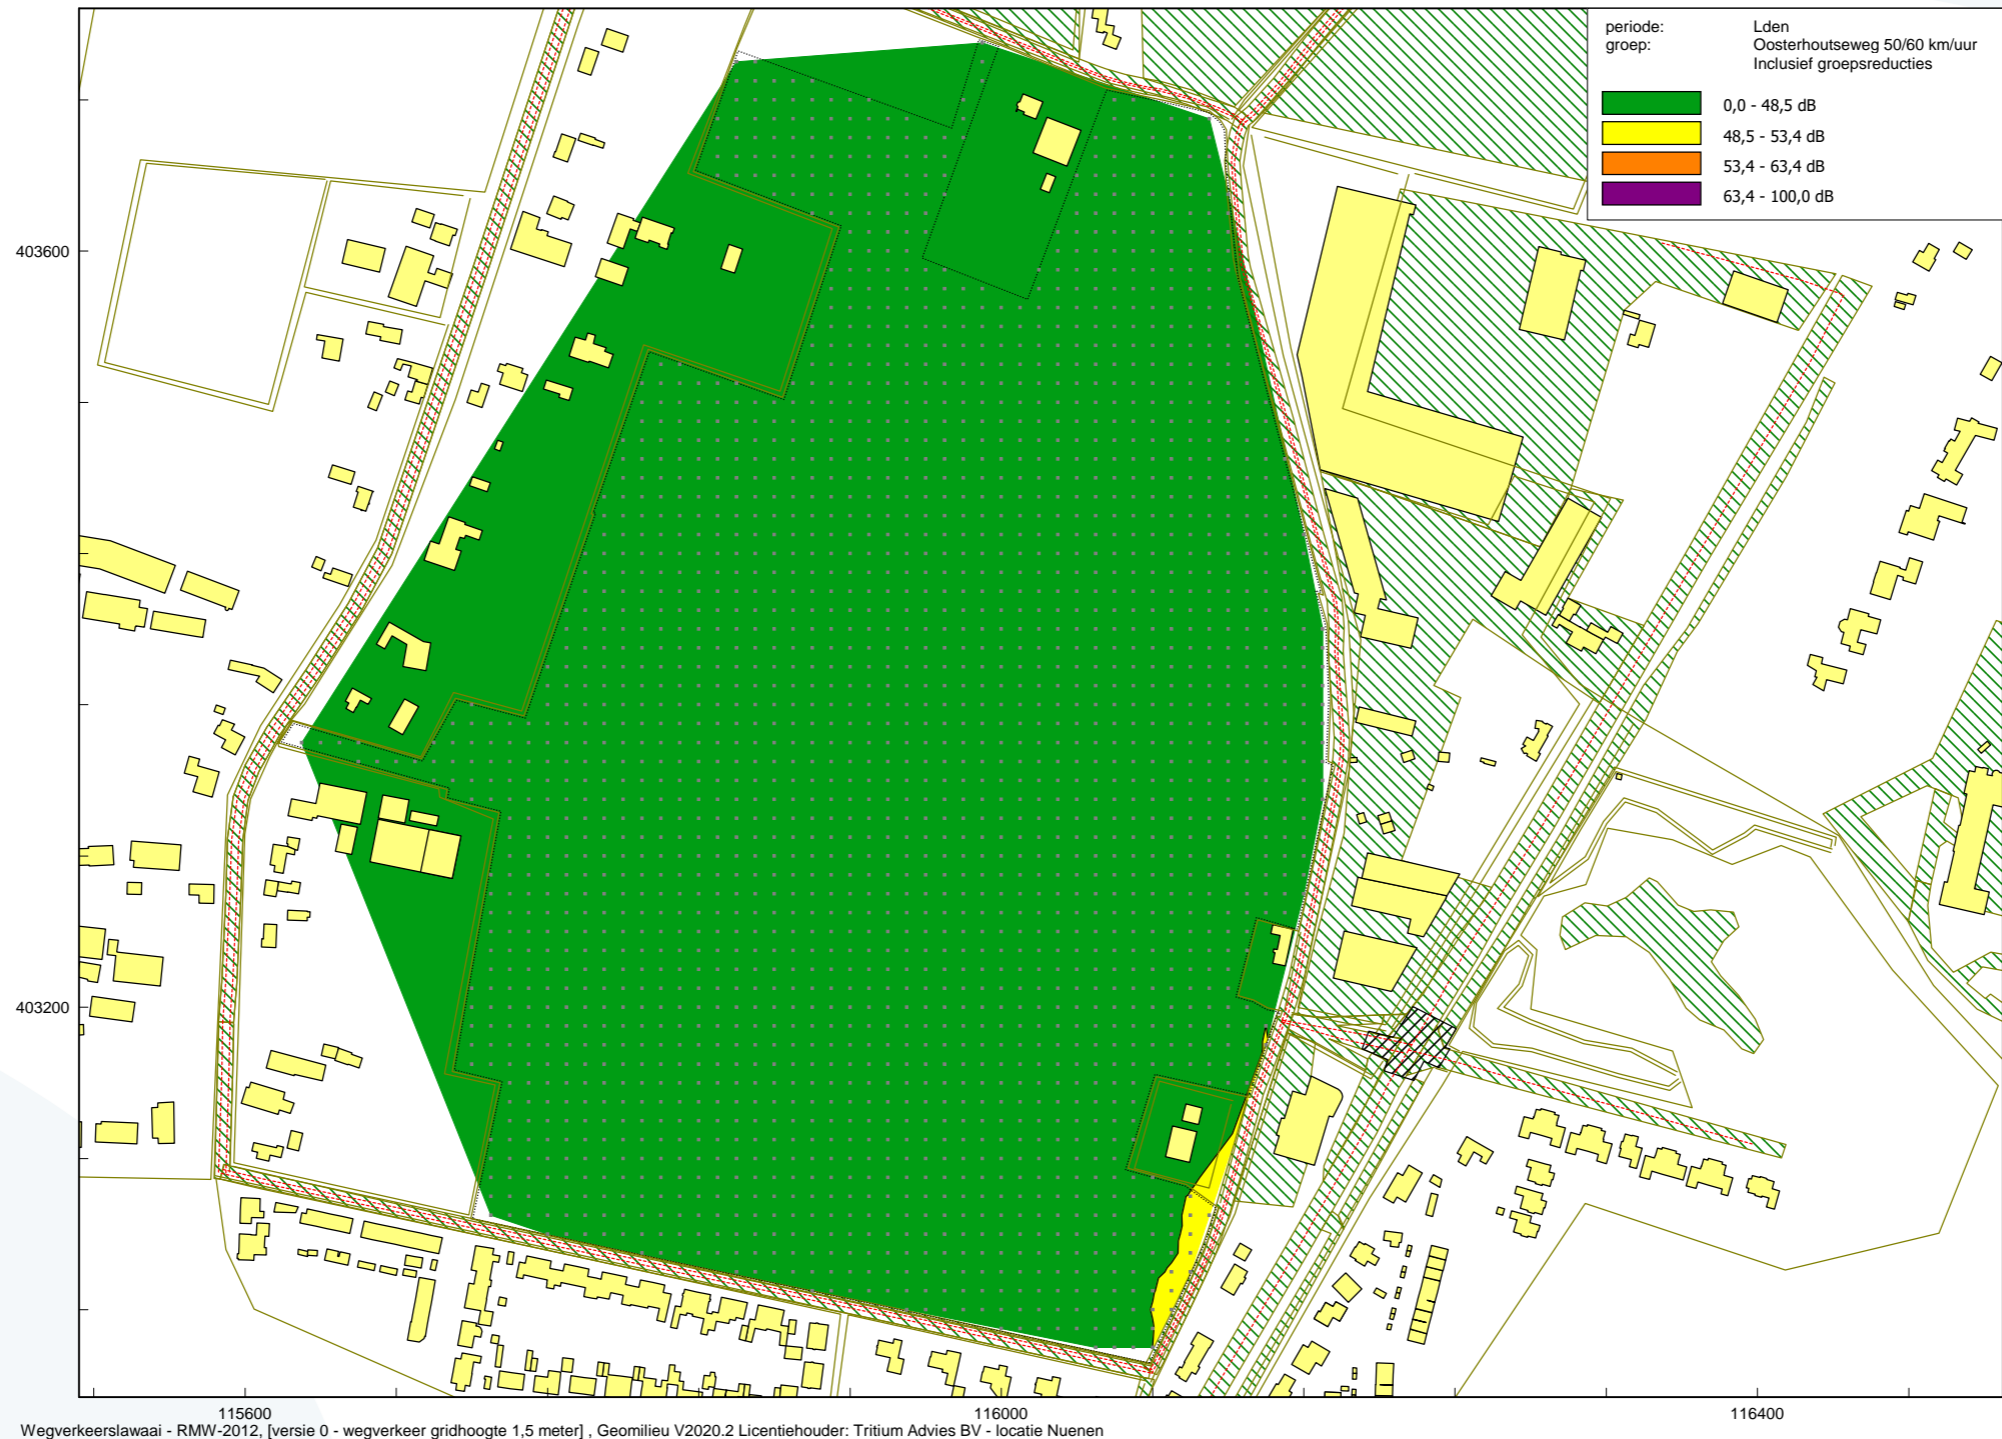 periode: Lden
groep: Oosterhoutseweg 50/60 km/uur
Inclusief groepsreducties
0,0 - 48,5 dB
48,5 - 53,4 dB
53,4 - 63,4 dB
63,4 - 100,0 dB
403600
403200
115600 116000 116400
Wegverkeerslawaai - RMW-2012, [versie 0 - wegverkeer gridhoogte 1,5 meter] , Geomilieu V2020.2 Licentiehouder: Tritium Advies BV - locatie Nuenen